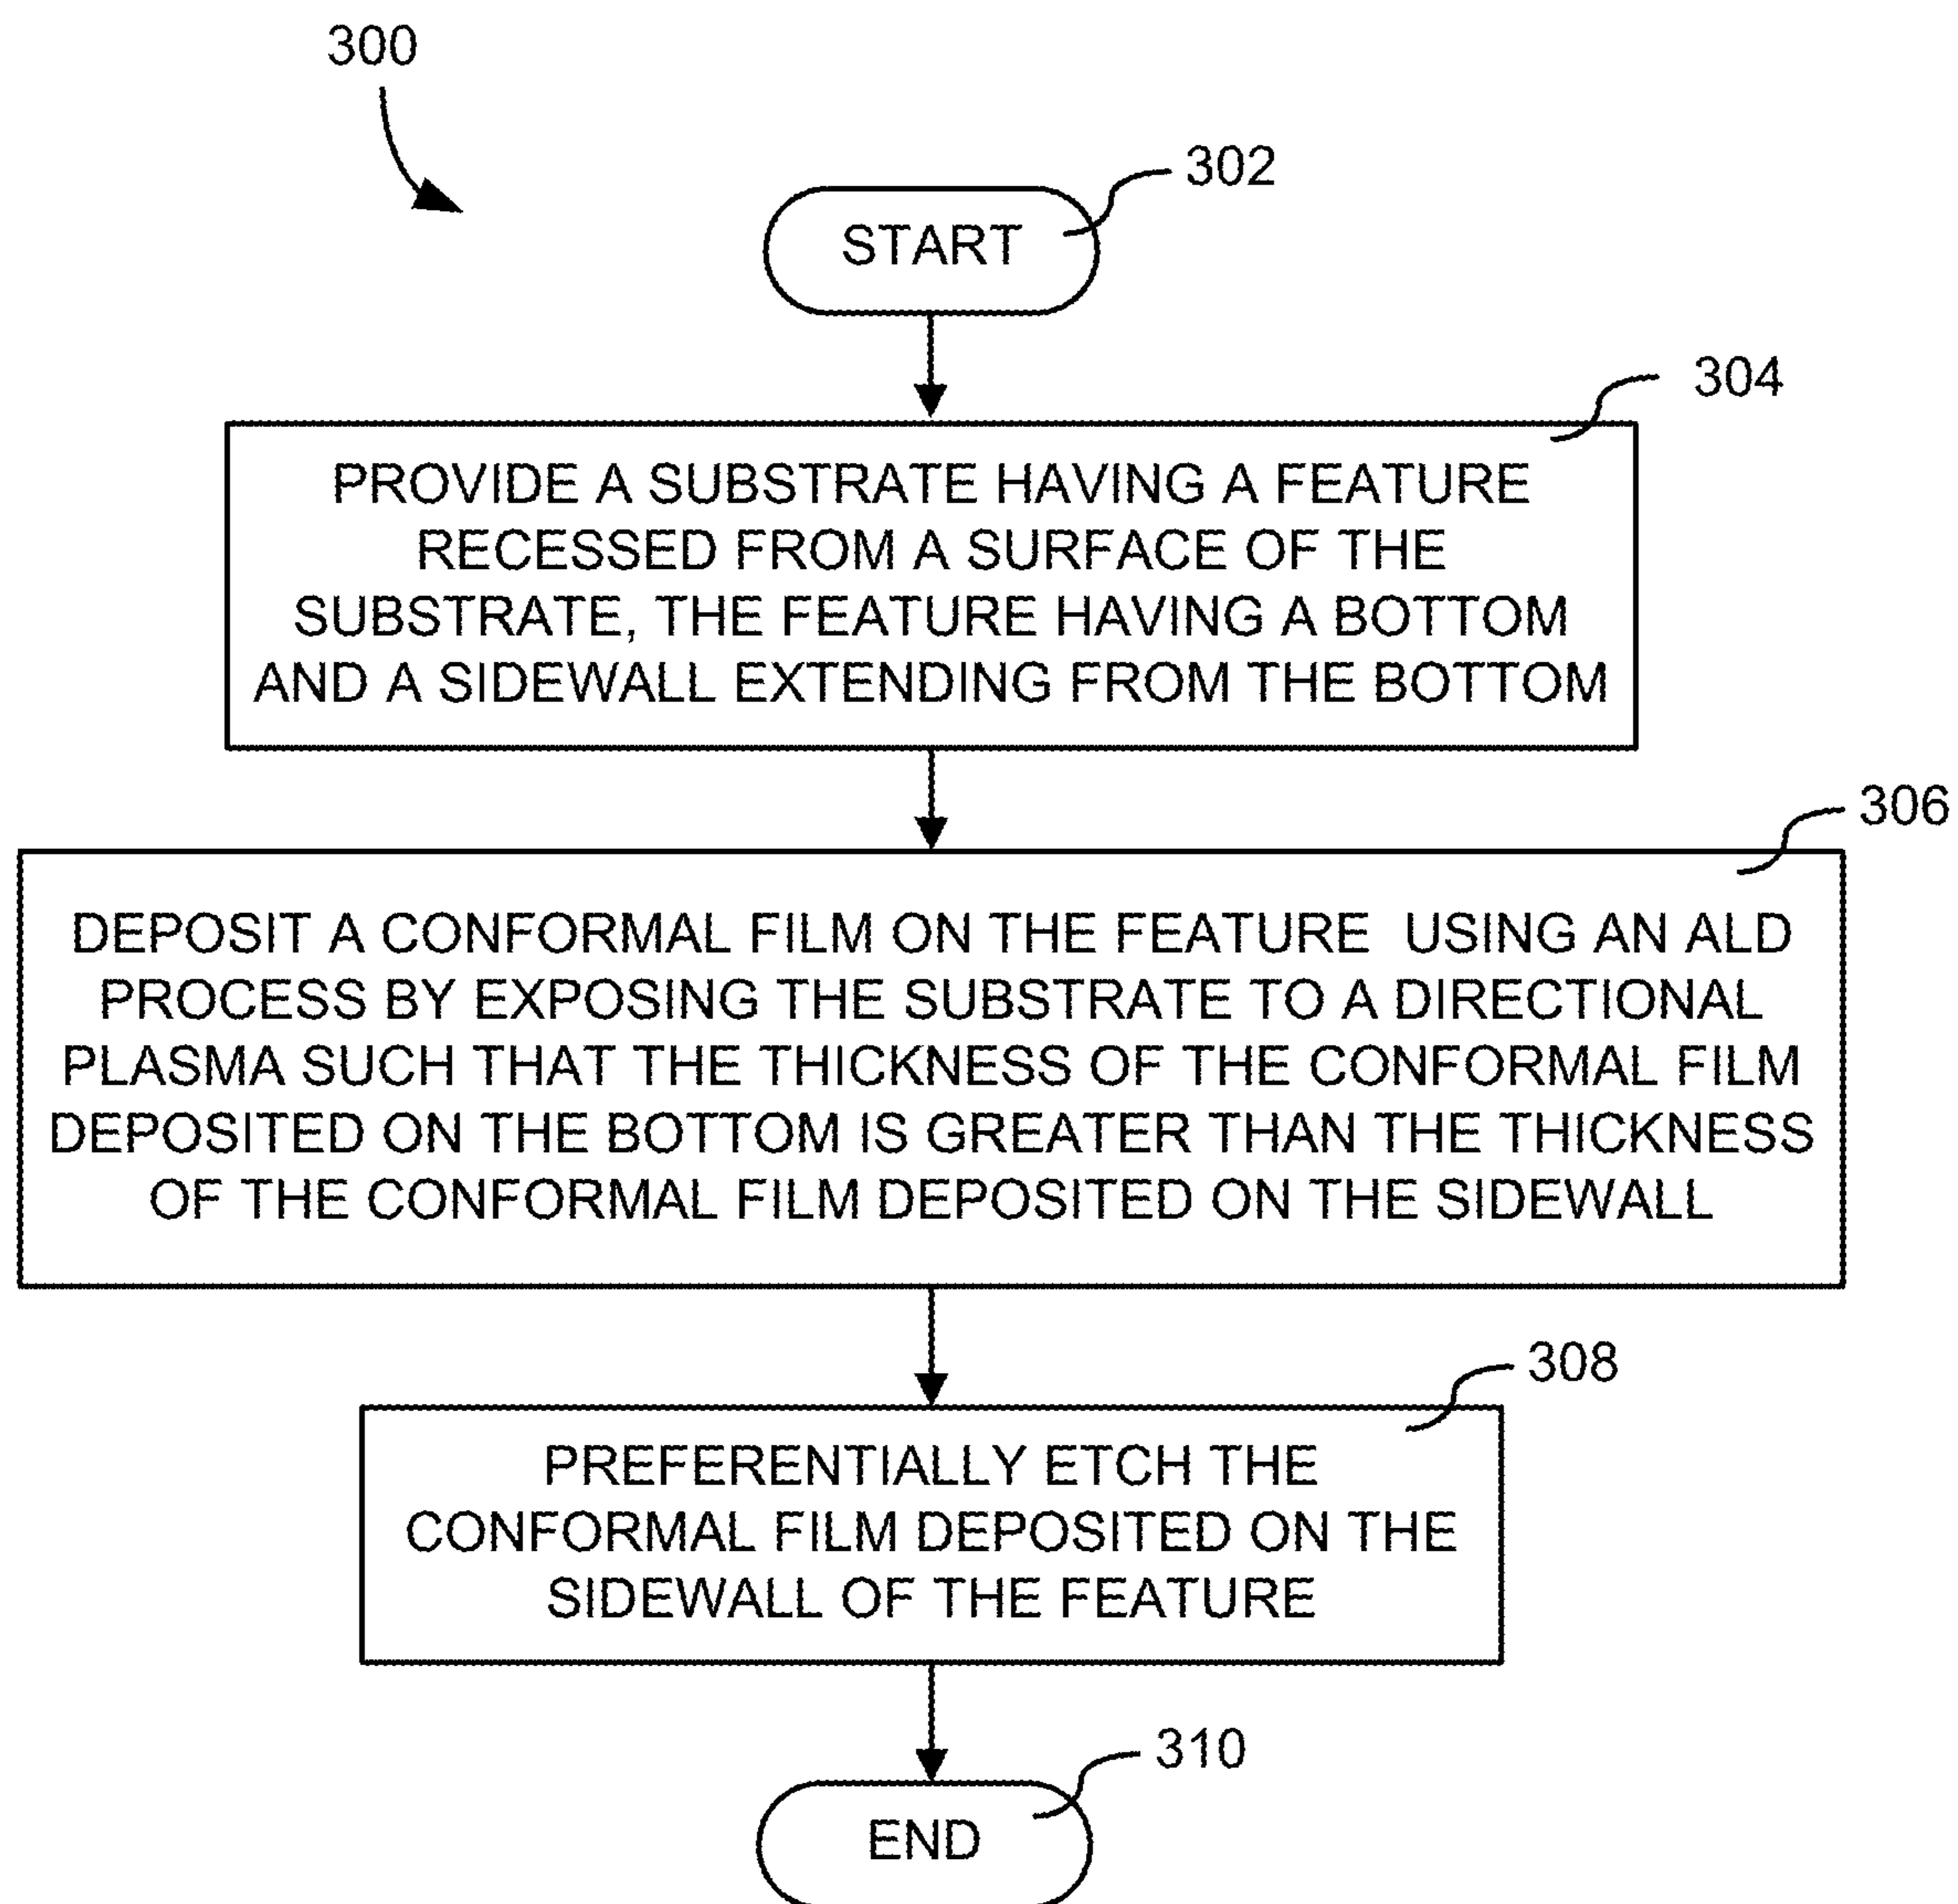 300
302
START
304
PROVIDE A SUBSTRATE HAVING A FEATURE
RECESSED FROM A SURFACE OF THE
SUBSTRATE, THE FEATURE HAVING A BOTTOM
AND A SIDEWALL EXTENDING FROM THE BOTTOM
306
DEPOSIT A CONFORMAL FILM ON THE FEATURE USING AN ALD
PROCESS BY EXPOSING THE SUBSTRATE TO A DIRECTIONAL
PLASMA SUCH THAT THE THICKNESS OF THE CONFORMAL FILM
DEPOSITED ON THE BOTTOM IS GREATER THAN THE THICKNESS
OF THE CONFORMAL FILM DEPOSITED ON THE SIDEWALL
308
PREFERENTIALLY ETCH THE
CONFORMAL FILM DEPOSITED ON THE
SIDEWALL OF THE FEATURE
310
END